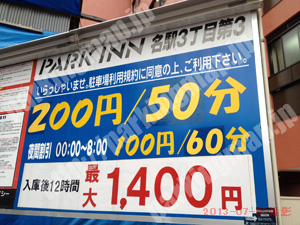 PARK INN 名駅3丁目第3
いらっしゃいませ。駐車場利用規約に同意の上、ご利用下さい。
200円/50分
夜間割引 00:00~8:00 100円/60分
入庫後12時間 最大 1,400円